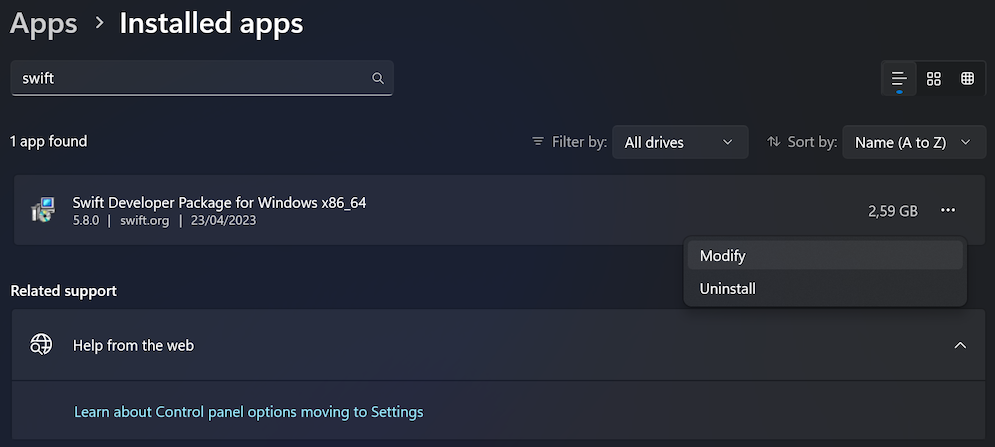 Apps > Installed apps
swift
1 app found
Filter by: All drives
Sort by: Name (A to Z)
Swift Developer Package for Windows x86_64
5.8.0 | swift.org | 23/04/2023
2,59 GB ...
Modify
Uninstall
Related support
Help from the web
Learn about Control panel options moving to Settings